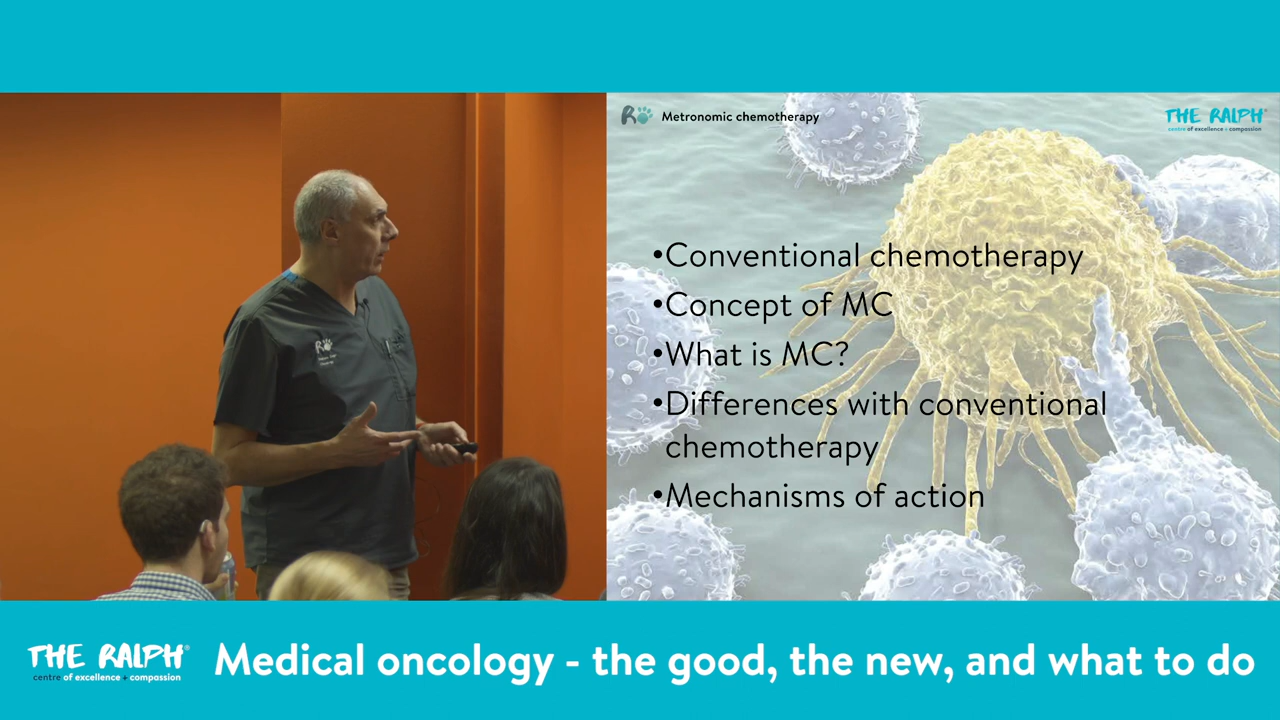 Metronomic chemotherapy
THE RALPH®
centre of excellence + compassion
•Conventional chemotherapy
•Concept of MC
•What is MC?
•Differences with conventional
chemotherapy
•Mechanisms of action
THE RALPH®
centre of excellence + compassion
Medical oncology - the good, the new, and what to do